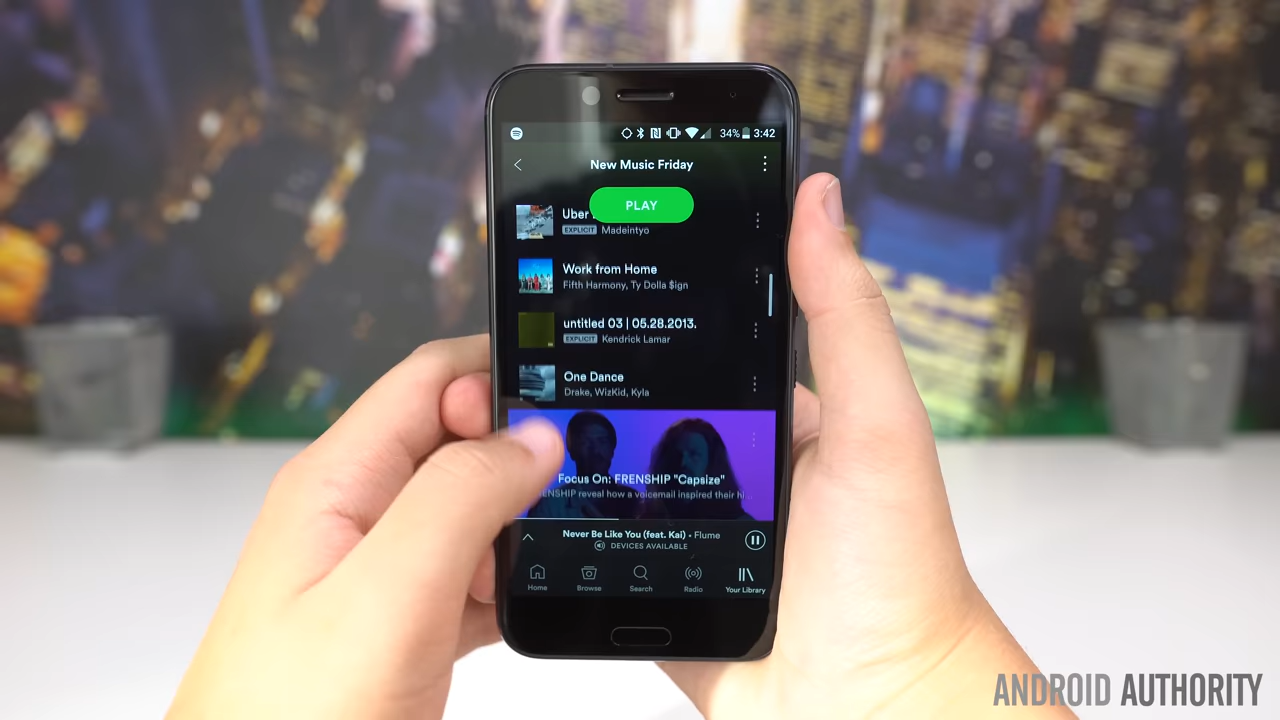 34% 3:42
New Music Friday
PLAY
Uber
EXPLICIT Madeintyo
Work from Home
Fifth Harmony, Ty Dolla $ign
untitled 03 | 05.28.2013.
EXPLICIT Kendrick Lamar
One Dance
Drake, WizKid, Kyla
Focus On: FRENSHIP "Capsize"
ENSHIP reveal how a voicemail inspired their hi...
Never Be Like You (feat. Kai) • Flume
DEVICES AVAILABLE
Home Browse Search Radio Your Library
ANDROID AUTHORITY